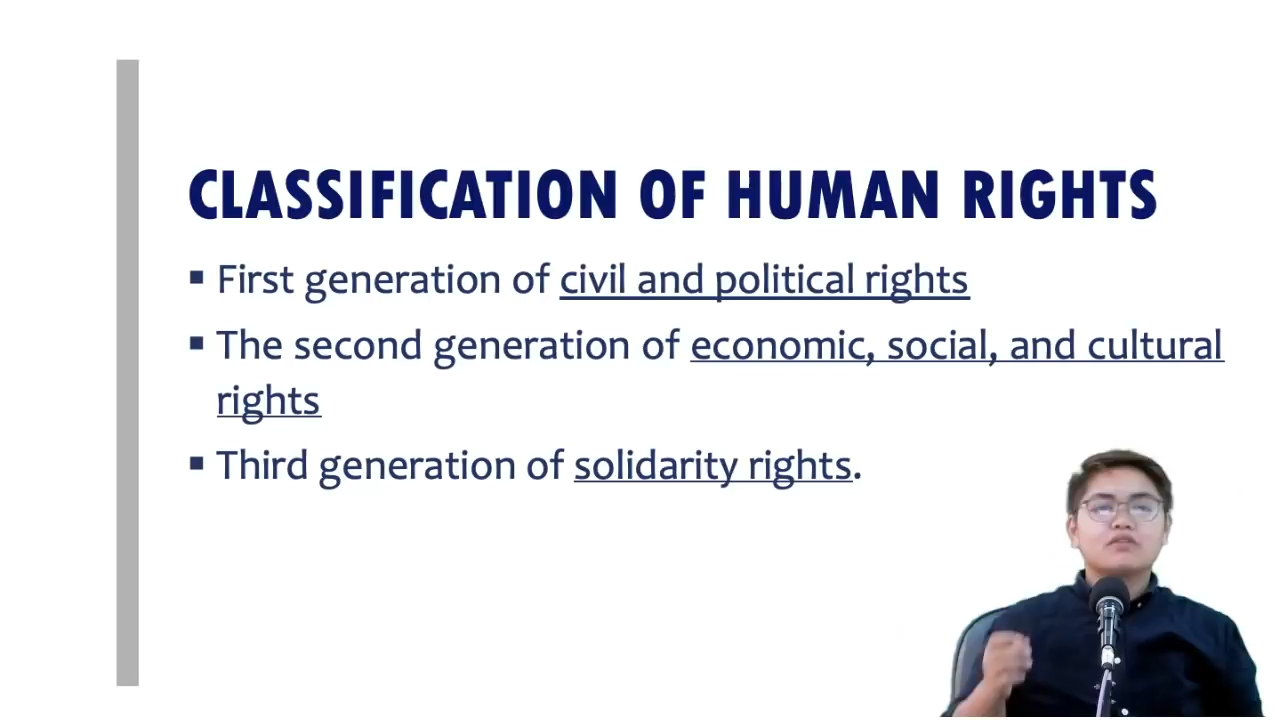 CLASSIFICATION OF HUMAN RIGHTS
▪ First generation of civil and political rights
▪ The second generation of economic, social, and cultural
rights
▪ Third generation of solidarity rights.